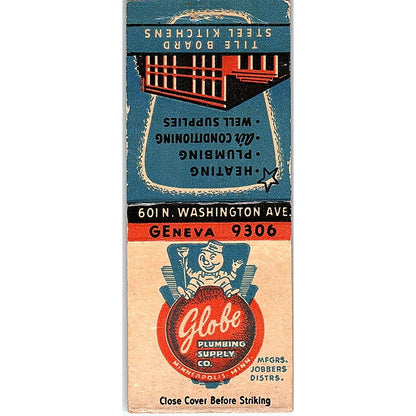 TILE BOARD
STEEL KITCHENS
• HEATING
• PLUMBING
• Air CONDITIONING
• WELL SUPPLIES
601 N. WASHINGTON AVE.
GENEVA 9306
Globe
PLUMBING
SUPPLY
CO.
MINNEAPOLIS, MINN.
MFGRS.
JOBBERS
DISTRS.
Close Cover Before Striking